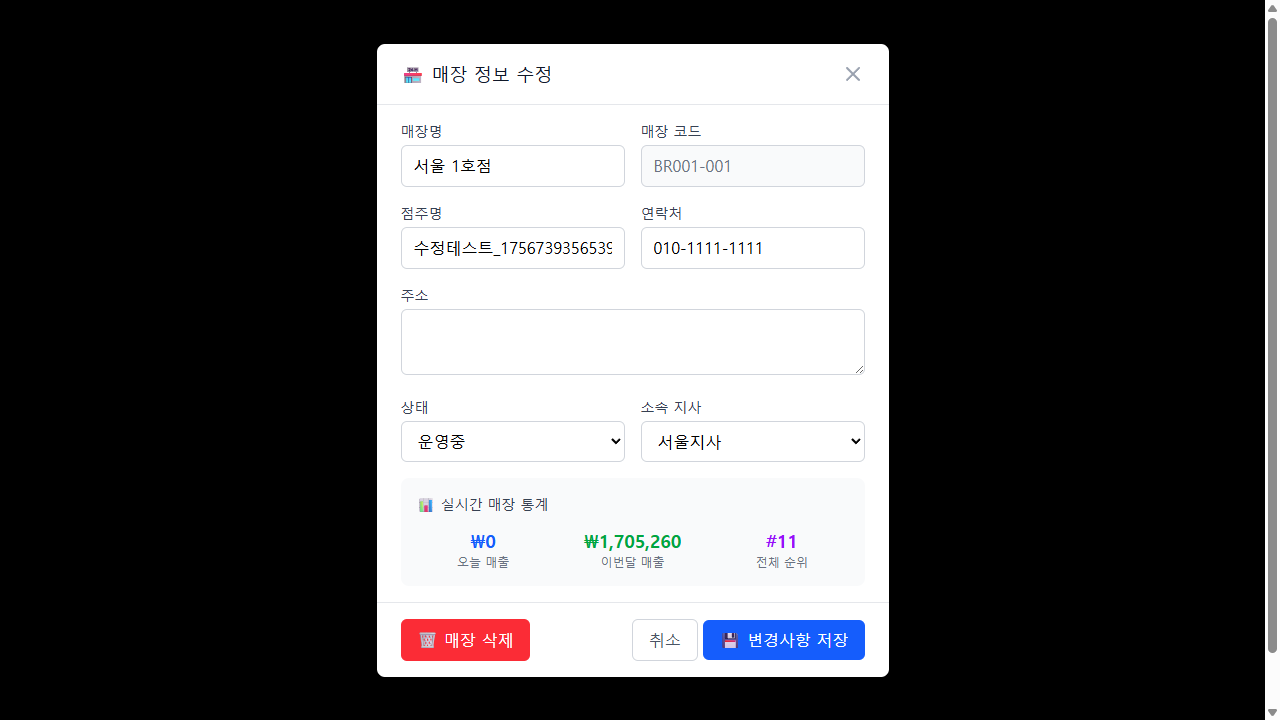 매장 정보 수정
매장명
매장 코드
서울 1호점
BR001-001
점주명
연락처
수정테스트_1756739356539
010-1111-1111
주소
상태
소속 지사
운영중
서울지사
실시간 매장 통계
₩0
₩1,705,260
#11
오늘 매출
이번달 매출
전체 순위
매장 삭제
취소
변경사항 저장